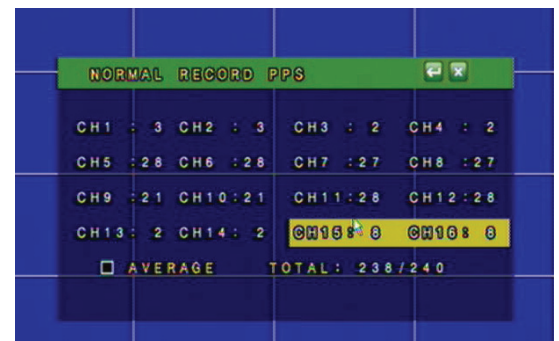 NORMAL RECORD PPS
CH1 : 3 CH2 : 3 CH3 : 2 CH4 : 2
CH5 :28 CH6 :28 CH7 :27 CH8 :27
CH9 :21 CH10:21 CH11:28 CH12:28
CH13: 2 CH14: 2 CH15: 8 CH16: 8
AVERAGE TOTAL: 238/240